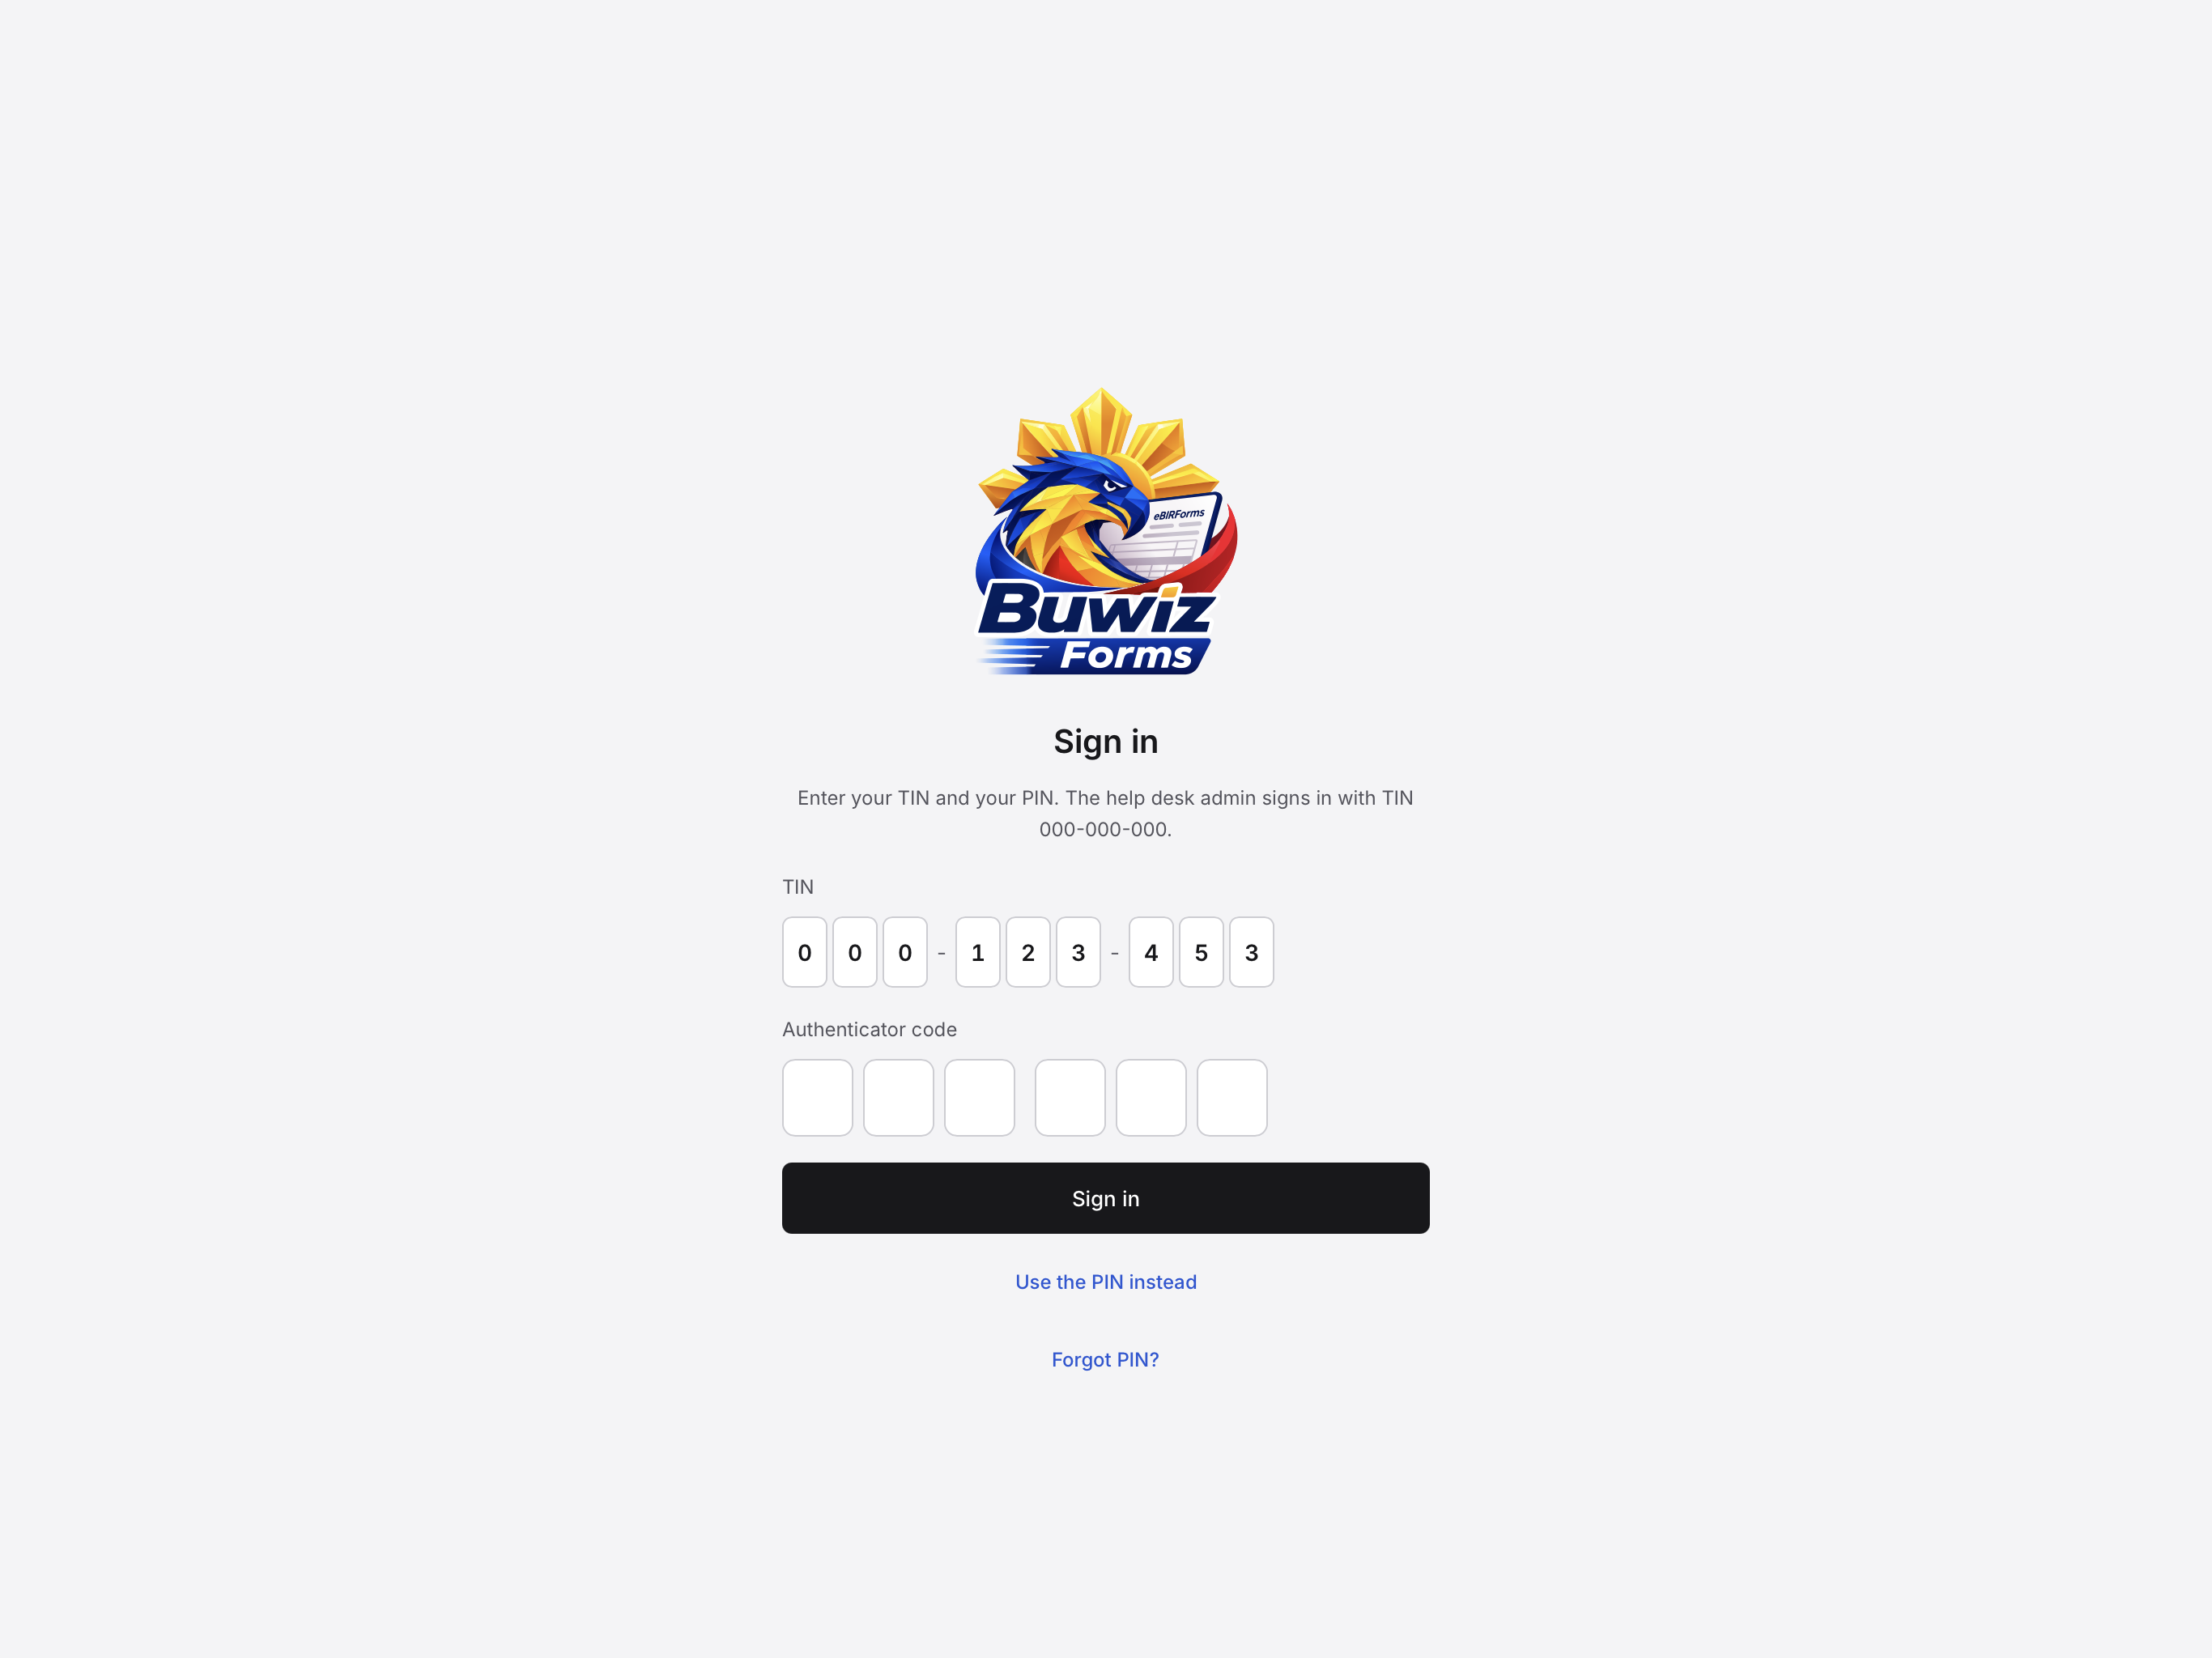 eBIRForms
Buwiz
Forms
Sign in
Enter your TIN and your PIN. The help desk admin signs in with TIN
000-000-000.
TIN
0 0 0 - 1 2 3 - 4 5 3
Authenticator code
Sign in
Use the PIN instead
Forgot PIN?